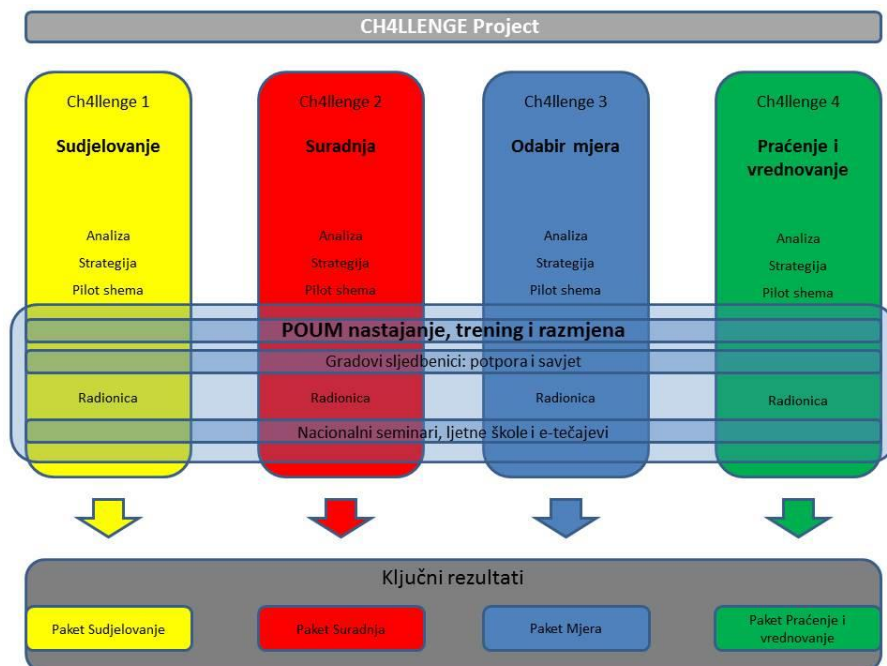 CH4LLENGE Project
Ch4llenge 1
Sudjelovanje
Analiza
Strategija
Pilot shema
Ch4llenge 2
Suradnja
Analiza
Strategija
Pilot shema
Ch4llenge 3
Odabir mjera
Analiza
Strategija
Pilot shema
Ch4llenge 4
Praćenje i
vrednovanje
Analiza
Strategija
Pilot shema
POUM nastajanje, trening i razmjena
Gradovi sljedbenici: potpora i savjet
Radionica
Radionica
Radionica
Radionica
Nacionalni seminari, ljetne škole i e-tečajevi
Ključni rezultati
Paket Sudjelovanje
Paket Suradnja
Paket Mjera
Paket Praćenje i
vrednovanje